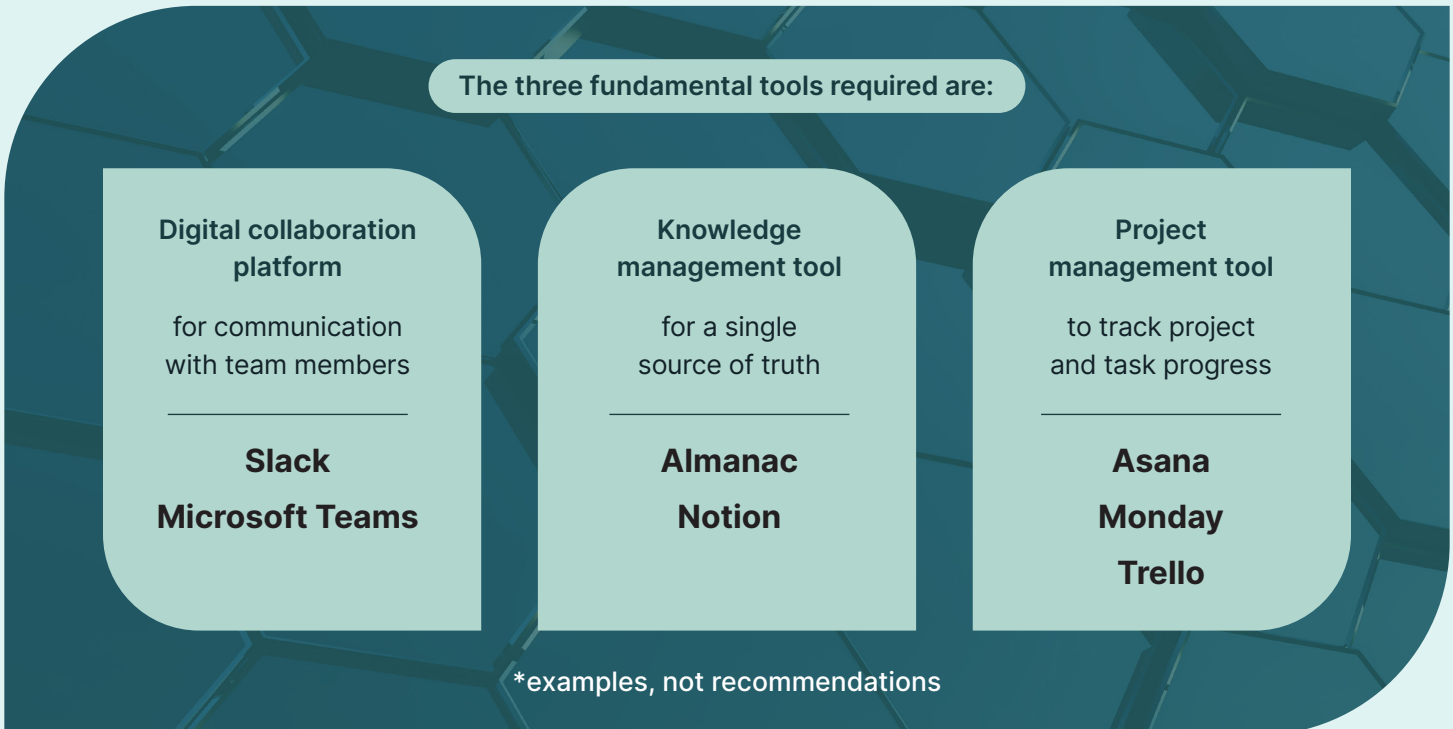 The three fundamental tools required are:
Digital collaboration
platform
for communication
with team members
Slack
Microsoft Teams
Knowledge
management tool
for a single
source of truth
Almanac
Notion
Project
management tool
to track project
and task progress
Asana
Monday
Trello
*examples, not recommendations